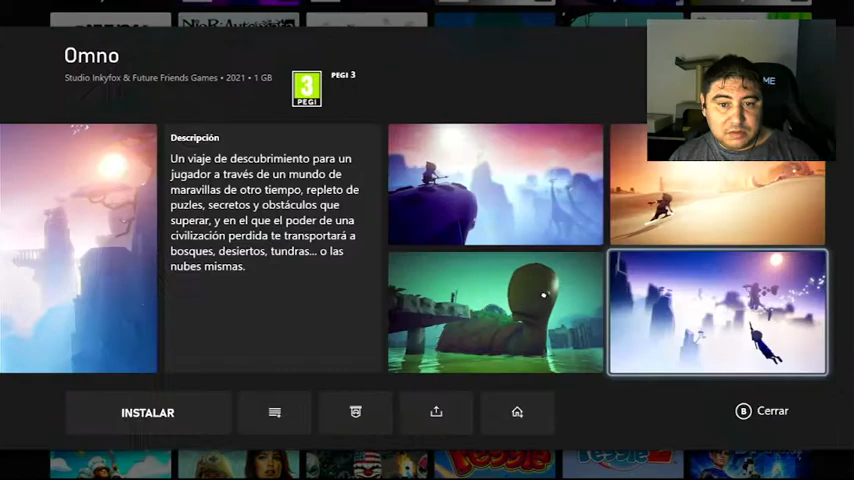 NieR:Automata
Omno
Studio Inkyfox & Future Friends Games • 2021 • 1 GB
3
PEGI
PEGI 3
Descripción
Un viaje de descubrimiento para un
jugador a través de un mundo de
maravillas de otro tiempo, repleto de
puzles, secretos y obstáculos que
superar, y en el que el poder de una
civilización perdida te transportará a
bosques, desiertos, tundras... o las
nubes mismas.
INSTALAR
B Cerrar